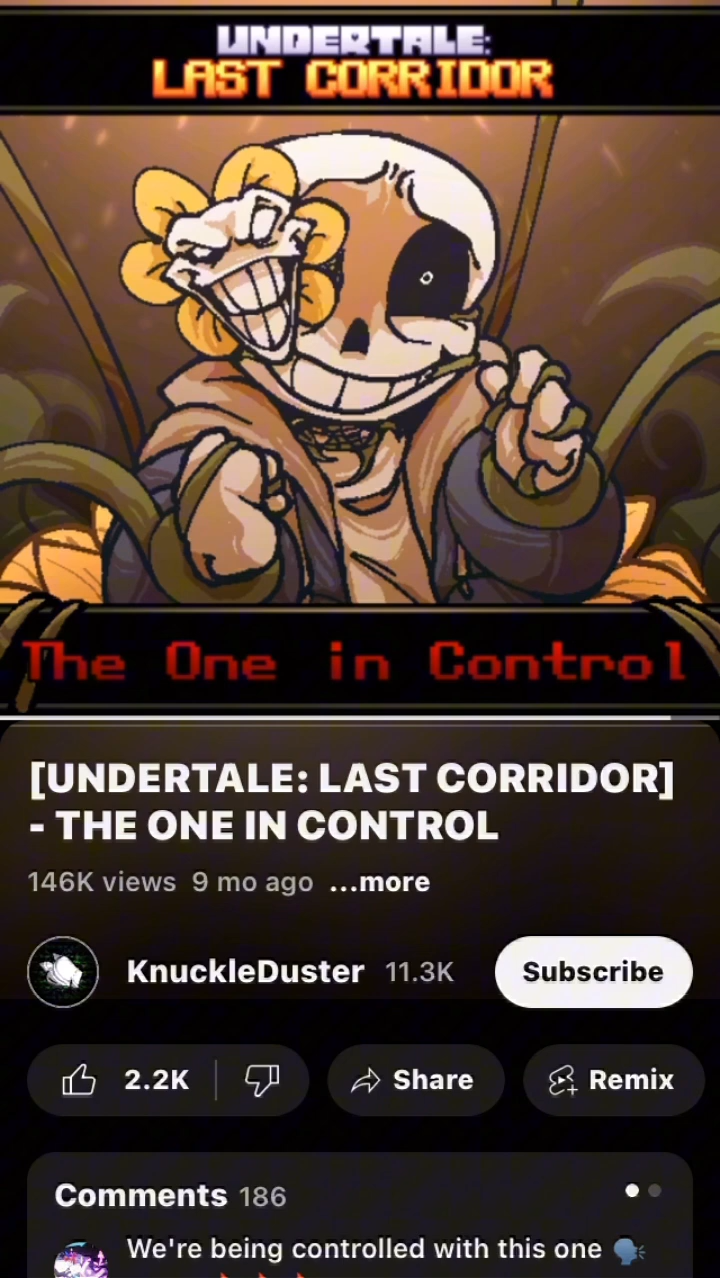 UNDERTALE:
LAST CORRIDOR
The One in Control
[UNDERTALE: LAST CORRIDOR]
- THE ONE IN CONTROL
146K views 9 mo ago ...more
KnuckleDuster 11.3K Subscribe
2.2K Share Remix
Comments 186
We're being controlled with this one 🗣️